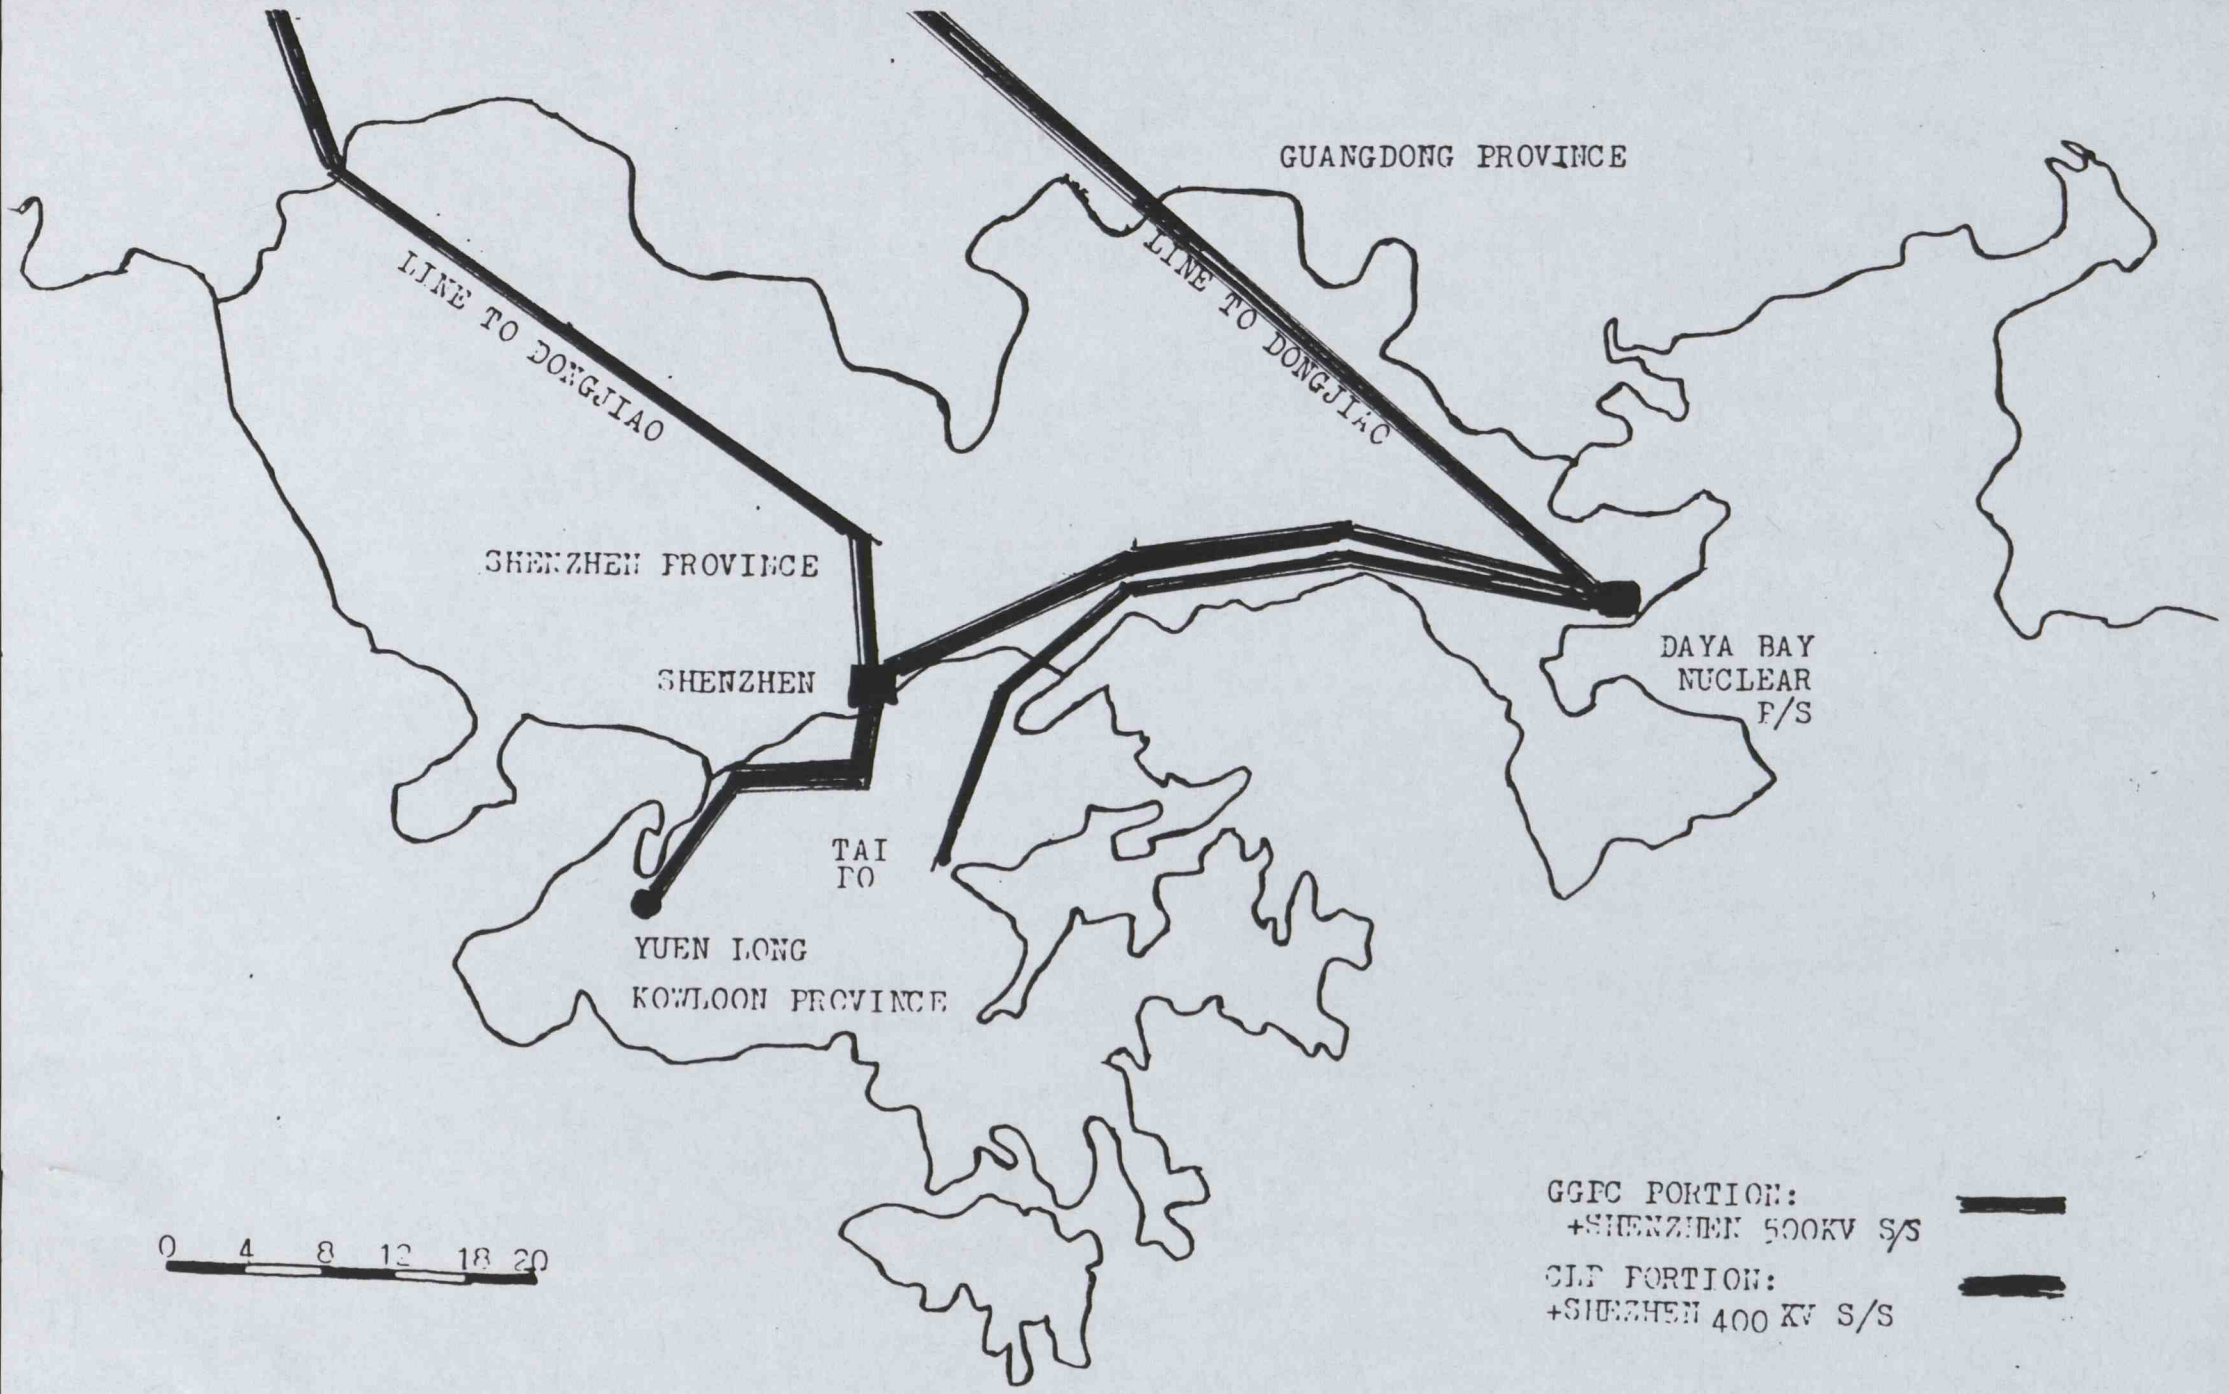 GUANGDONG PROVINCE
LINE TO DONGJIAO
LINE TO DONGJIAC
SHENZHEN PROVINCE
SHENZHEN
DAYA BAY
NUCLEAR
P/S
TAI
PO
YUEN LONG
KOWLOON PROVINCE
0 4 8 12 18 20
GGPC PORTION:
+SHENZHEN 500KV S/S
CLP PORTION:
+SHEZHEN 400 KV S/S